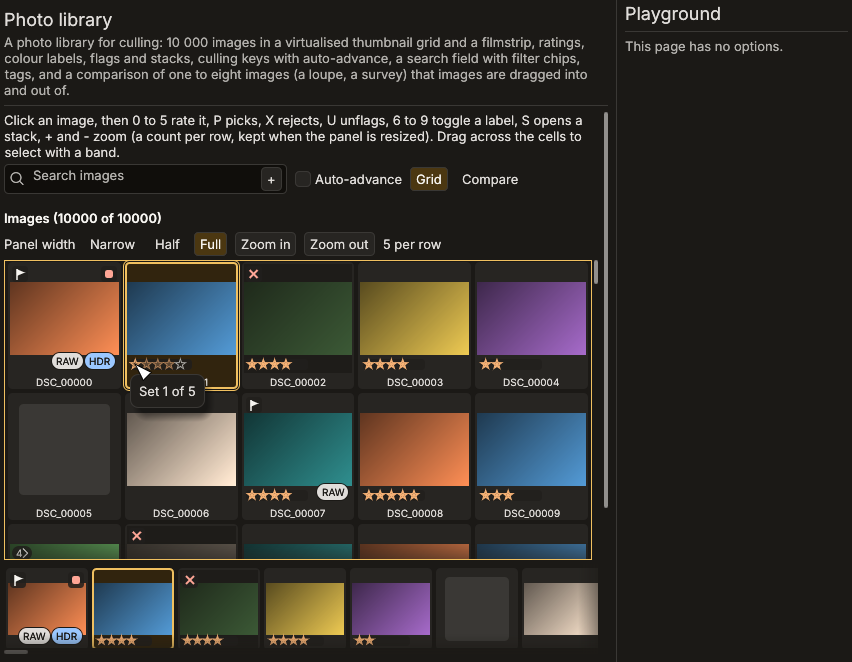 Photo library
A photo library for culling: 10 000 images in a virtualised thumbnail grid and a filmstrip, ratings,
colour labels, flags and stacks, culling keys with auto-advance, a search field with filter chips,
tags, and a comparison of one to eight images (a loupe, a survey) that images are dragged into
and out of.
Click an image, then 0 to 5 rate it, P picks, X rejects, U unflags, 6 to 9 toggle a label, S opens a
stack, + and - zoom (a count per row, kept when the panel is resized). Drag across the cells to
select with a band.
Search images
+
Auto-advance
Grid
Compare
Images (10000 of 10000)
Panel width Narrow Half Full Zoom in Zoom out 5 per row
RAW HDR
DSC_00000
1
DSC_00002
DSC_00003
DSC_00004
Set 1 of 5
RAW
DSC_00005
DSC_00006
DSC_00007
DSC_00008
DSC_00009
4
RAW HDR
Playground
This page has no options.